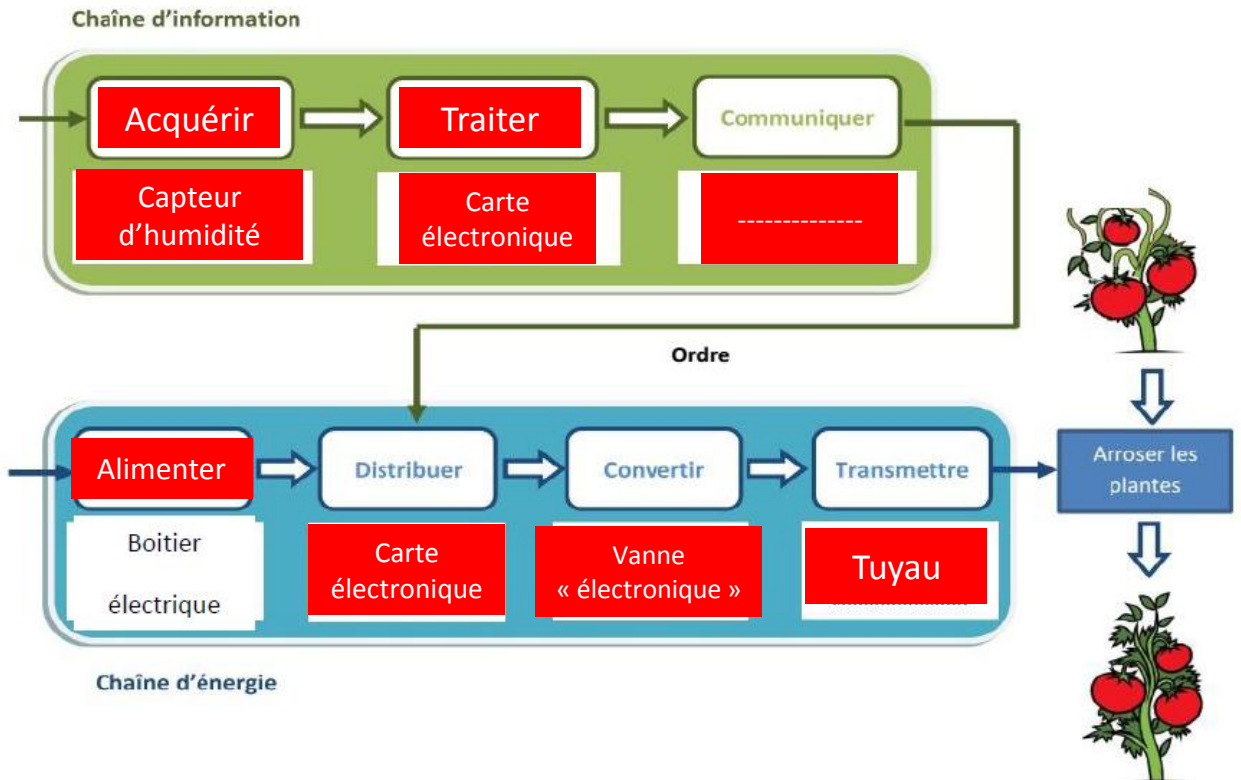 Chaîne d’information
Acquérir
Traiter
Communiquer
Capteur
d’humidité
Carte
électronique
--------------
Ordre
Alimenter
Distribuer
Convertir
Transmettre
Arroser les
plantes
Boitier
électrique
Carte
électronique
Vanne
« électronique »
Tuyau
Chaîne d’énergie